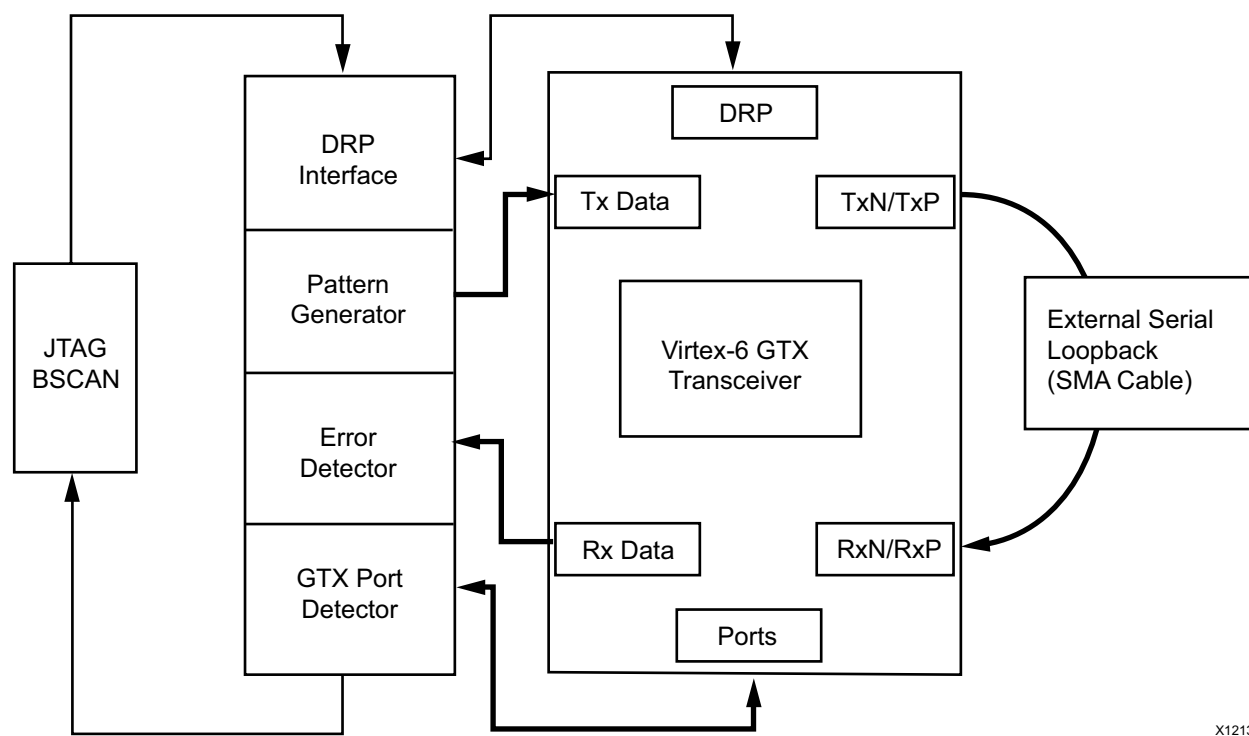 JTAG
BSCAN
DRP
Interface
Pattern
Generator
Error
Detector
GTX Port
Detector
DRP
Tx Data
TxN/TxP
Virtex-6 GTX
Transceiver
Rx Data
RxN/RxP
Ports
External Serial
Loopback
(SMA Cable)
X1213